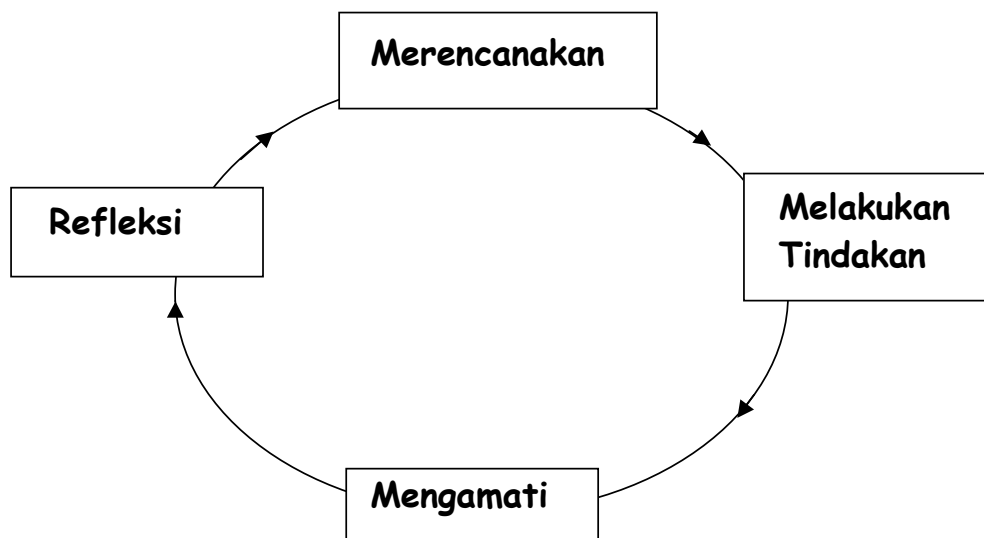 Merencanakan
Refleksi
Melakukan
Tindakan
Mengamati